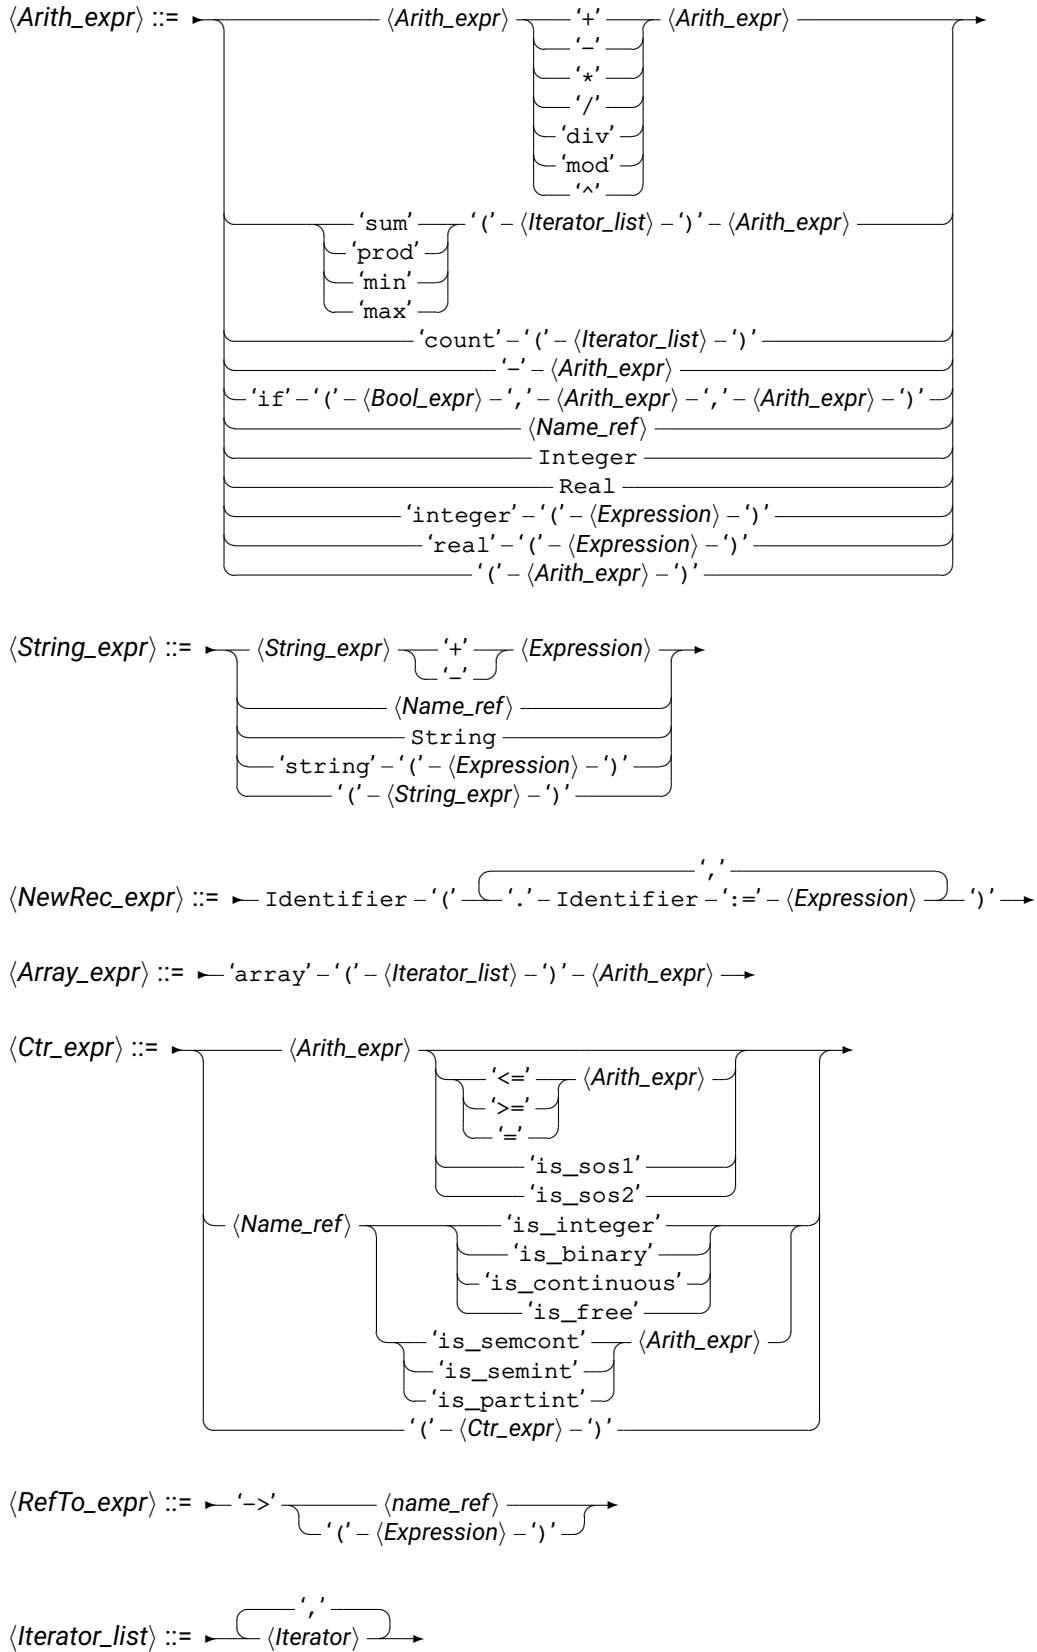 ⟨Arith_expr⟩ ::= ⟨Arith_expr⟩ ‘+’ ⟨Arith_expr⟩
‘-’
‘*’
‘/’
‘div’
‘mod’
‘^’
‘sum’ ‘(’ ⟨Iterator_list⟩ ‘)’ ⟨Arith_expr⟩
‘prod’
‘min’
‘max’
‘count’ ‘(’ ⟨Iterator_list⟩ ‘)’
‘-’ ⟨Arith_expr⟩
‘if’ ‘(’ ⟨Bool_expr⟩ ‘,’ ⟨Arith_expr⟩ ‘,’ ⟨Arith_expr⟩ ‘)’
⟨Name_ref⟩
Integer
Real
‘integer’ ‘(’ ⟨Expression⟩ ‘)’
‘real’ ‘(’ ⟨Expression⟩ ‘)’
‘(’ ⟨Arith_expr⟩ ‘)’
⟨String_expr⟩ ::= ⟨String_expr⟩ ‘+’ ⟨Expression⟩
‘-’
⟨Name_ref⟩
String
‘string’ ‘(’ ⟨Expression⟩ ‘)’
‘(’ ⟨String_expr⟩ ‘)’
‘,’
⟨NewRec_expr⟩ ::= Identifier ‘(’ ‘.’ Identifier ‘:=’ ⟨Expression⟩ ‘)’
⟨Array_expr⟩ ::= ‘array’ ‘(’ ⟨Iterator_list⟩ ‘)’ ⟨Arith_expr⟩
⟨Ctr_expr⟩ ::= ⟨Arith_expr⟩
‘<=’ ⟨Arith_expr⟩
‘>=’
‘=’
‘is_sos1’
‘is_sos2’
⟨Name_ref⟩ ‘is_integer’
‘is_binary’
‘is_continuous’
‘is_free’
‘is_semcont’ ⟨Arith_expr⟩
‘is_semint’
‘is_partint’
‘(’ ⟨Ctr_expr⟩ ‘)’
⟨RefTo_expr⟩ ::= ‘->’ ⟨name_ref⟩
‘(’ ⟨Expression⟩ ‘)’
‘,’
⟨Iterator_list⟩ ::= ⟨Iterator⟩